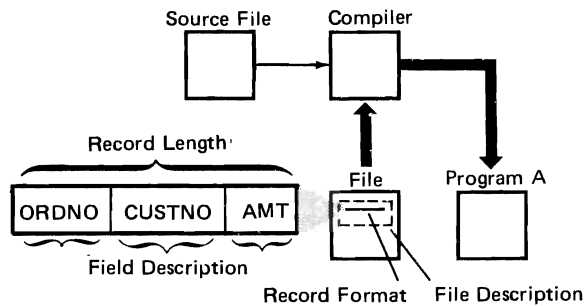 Source File
Compiler
Record Length
File
Program A
ORDNO
CUSTNO
AMT
Field Description
Record Format
File Description